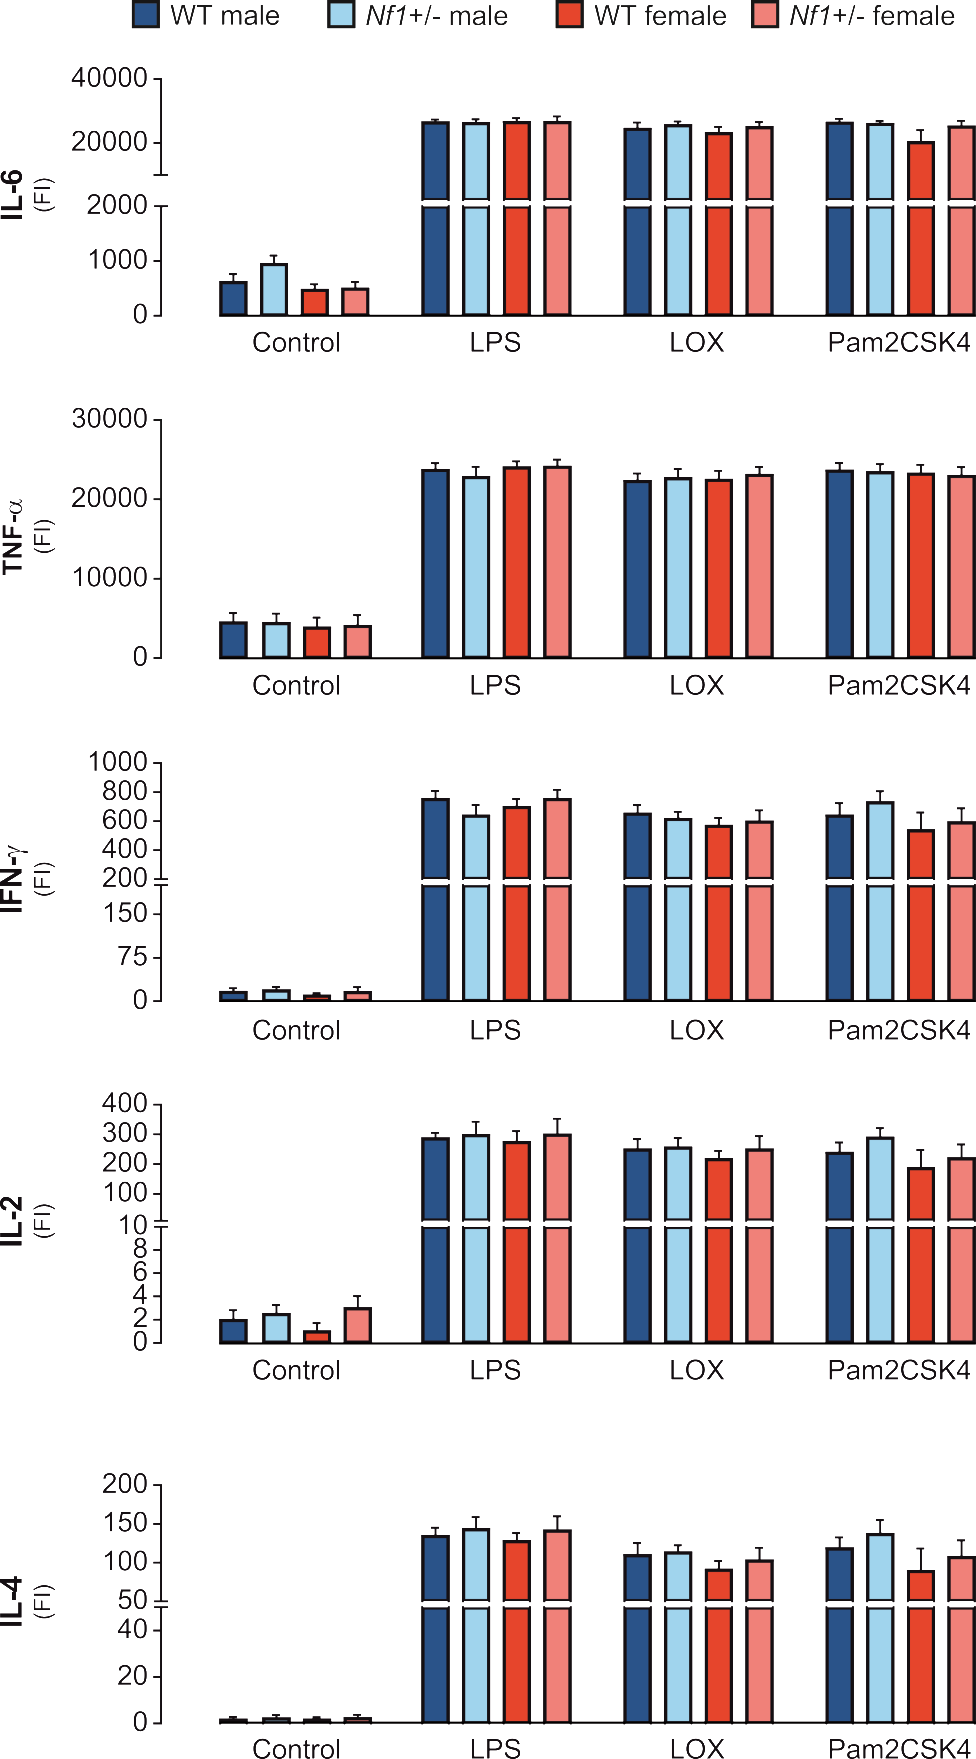 WT male Nf1+/- male WT female Nf1+/- female
IL-6
(FI)
40000
20000
2000
1000
0
Control LPS LOX Pam2CSK4
TNF-α
(FI)
30000
20000
10000
0
Control LPS LOX Pam2CSK4
IFN-γ
(FI)
1000
800
600
400
200
200
150
75
0
Control LPS LOX Pam2CSK4
IL-2
(FI)
400
300
200
100
10
8
6
4
2
0
Control LPS LOX Pam2CSK4
IL-4
(FI)
200
150
100
50
40
20
0
Control LPS LOX Pam2CSK4